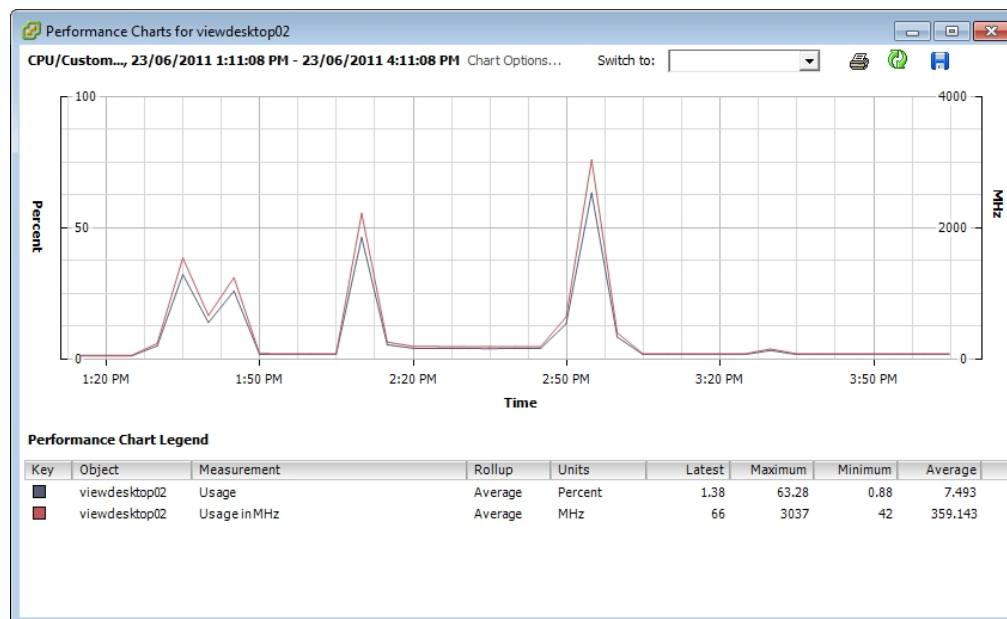 Performance Charts for viewdesktop02
CPU/Custom..., 23/06/2011 1:11:08 PM - 23/06/2011 4:11:08 PM Chart Options... Switch to:
100 4000
Percent
50 2000
MHz
0 0
1:20 PM 1:50 PM 2:20 PM 2:50 PM 3:20 PM 3:50 PM
Time
Performance Chart Legend
Key Object Measurement Rollup Units Latest Maximum Minimum Average
viewdesktop02 Usage Average Percent 1.38 63.28 0.88 7.493
viewdesktop02 Usage in MHz Average MHz 66 3037 42 359.143